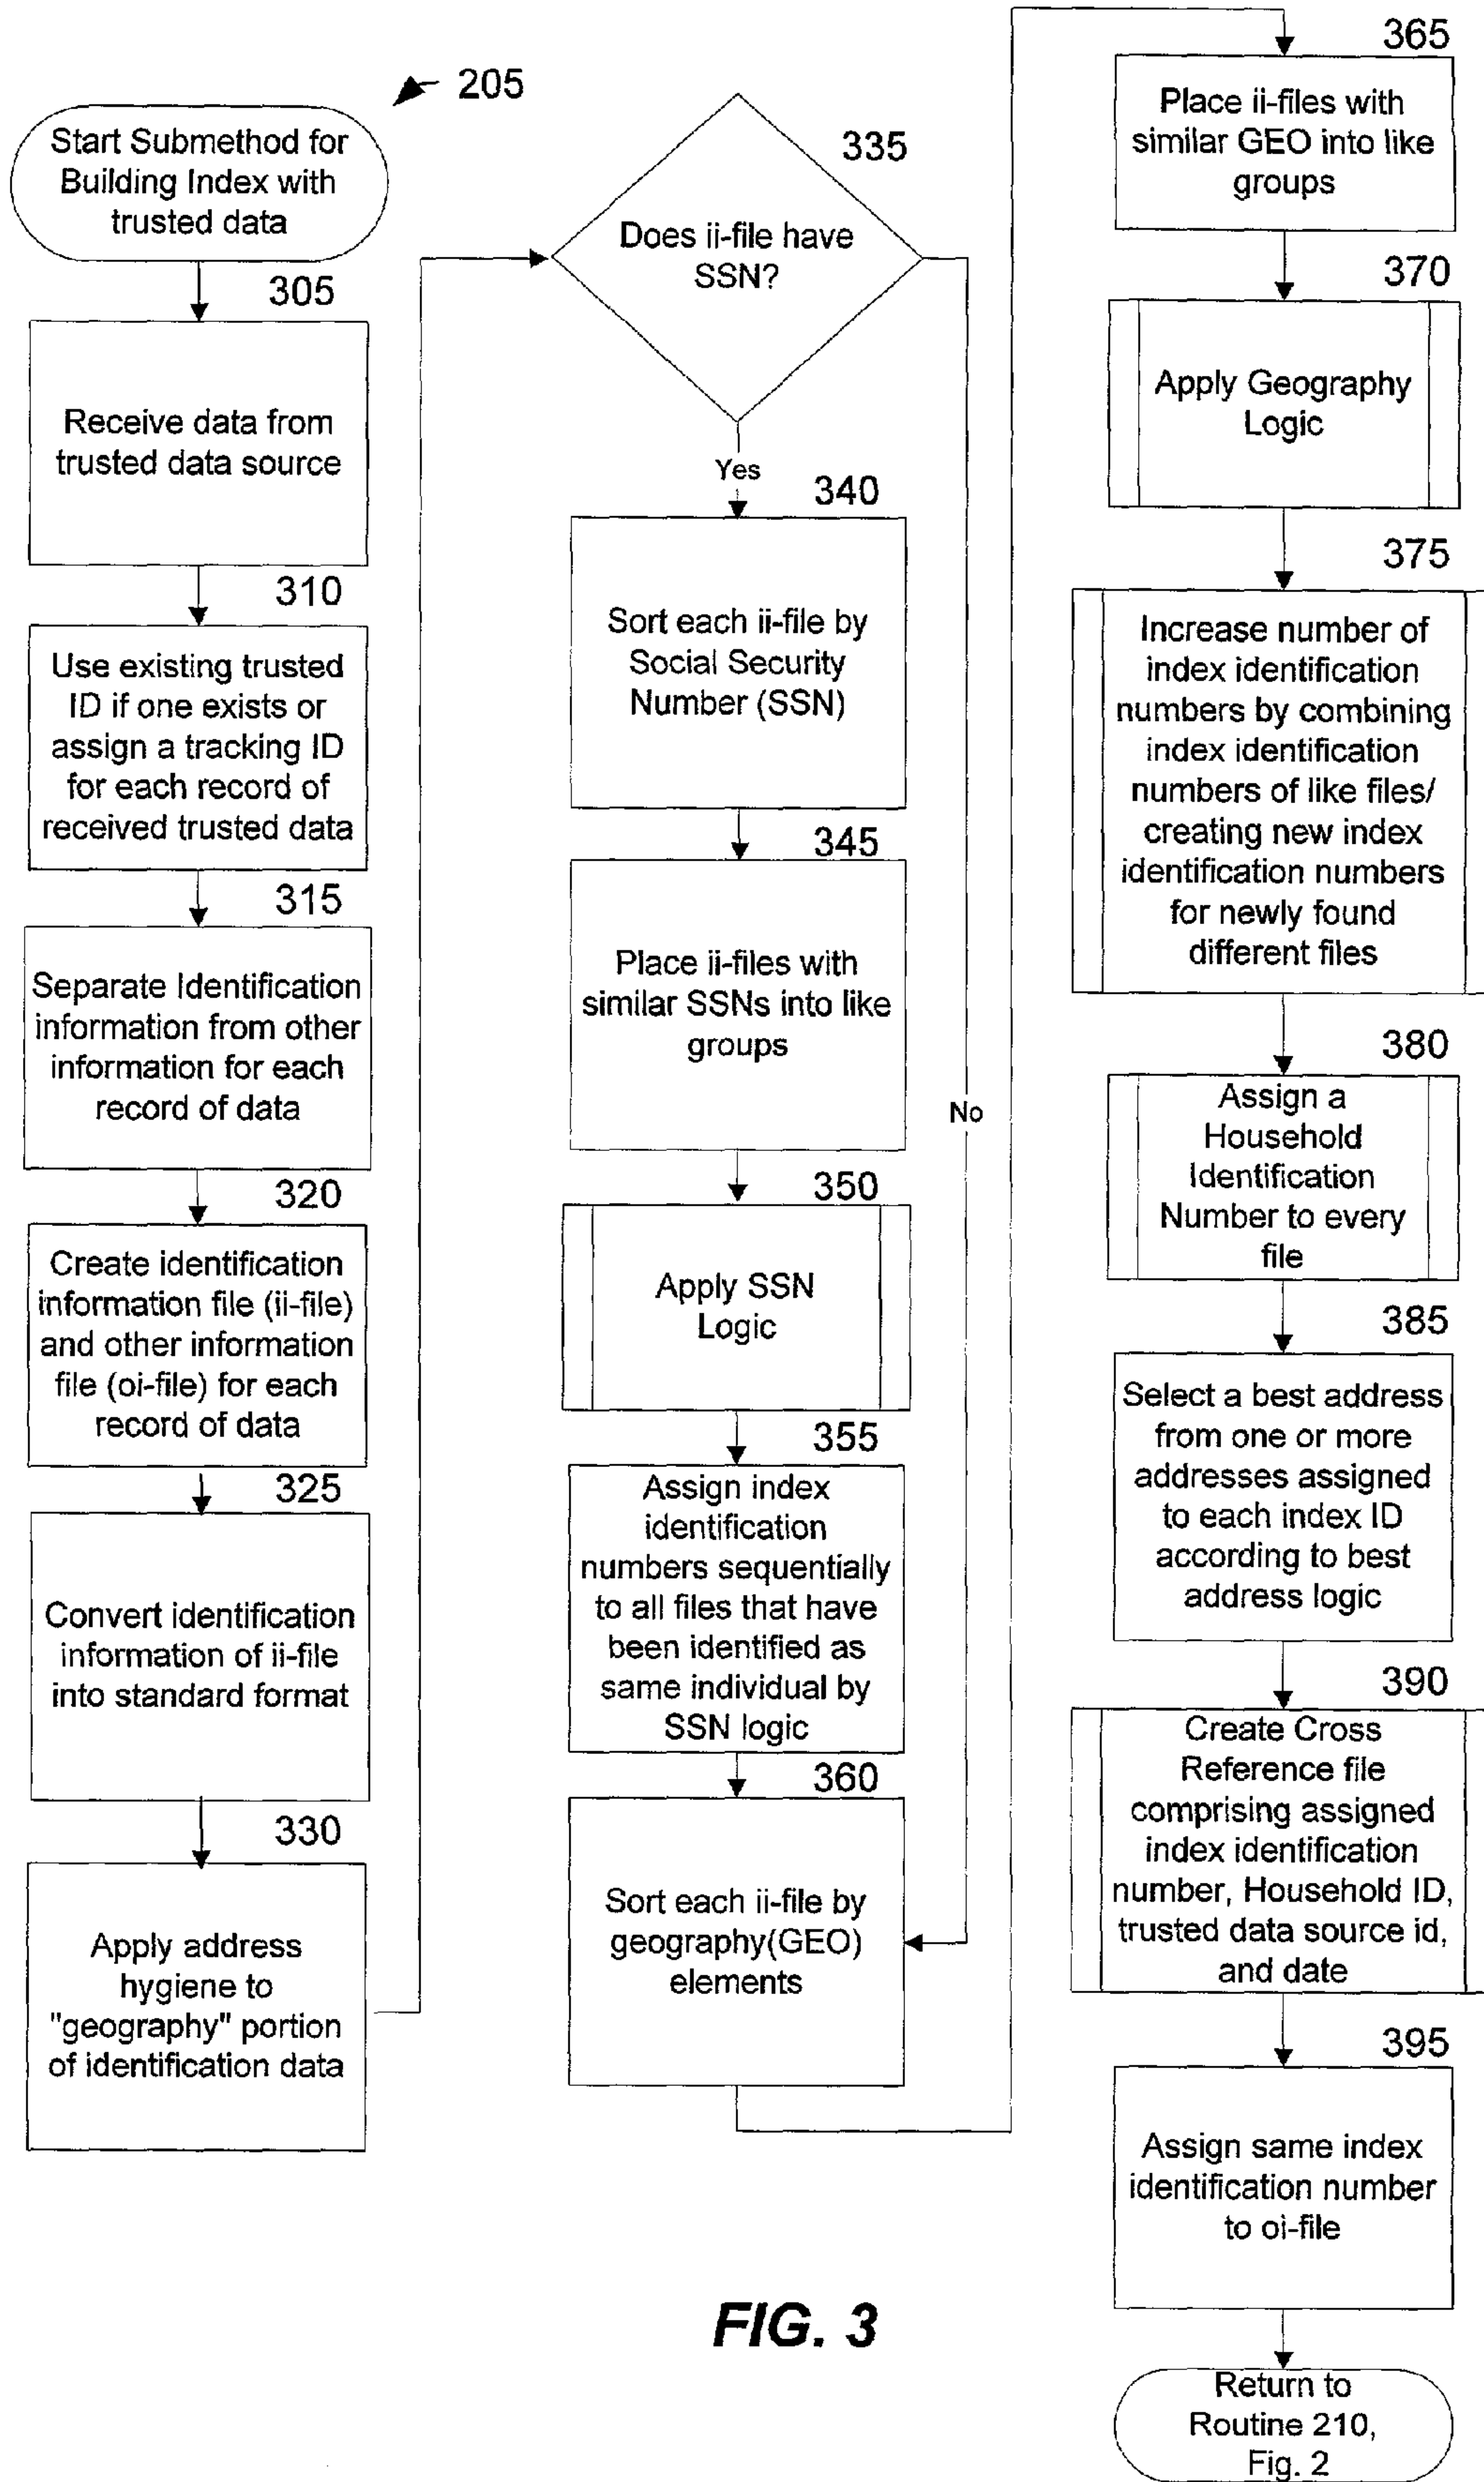 205
Start Submethod for
Building Index with
trusted data
305
Receive data from
trusted data source
310
Use existing trusted
ID if one exists or
assign a tracking ID
for each record of
received trusted data
315
Separate Identification
information from other
information for each
record of data
320
Create identification
information file (ii-file)
and other information
file (oi-file) for each
record of data
325
Convert identification
information of ii-file
into standard format
330
Apply address
hygiene to
"geography" portion
of identification data
335
Does ii-file have
SSN?
Yes
No
340
Sort each ii-file by
Social Security
Number (SSN)
345
Place ii-files with
similar SSNs into like
groups
350
Apply SSN
Logic
355
Assign index
identification
numbers sequentially
to all files that have
been identified as
same individual by
SSN logic
360
Sort each ii-file by
geography(GEO)
elements
365
Place ii-files with
similar GEO into like
groups
370
Apply Geography
Logic
375
Increase number of
index identification
numbers by combining
index identification
numbers of like files/
creating new index
identification numbers
for newly found
different files
380
Assign a
Household
Identification
Number to every
file
385
Select a best address
from one or more
addresses assigned
to each index ID
according to best
address logic
390
Create Cross
Reference file
comprising assigned
index identification
number, Household ID,
trusted data source id,
and date
395
Assign same index
identification number
to oi-file
Return to
Routine 210,
Fig. 2
FIG. 3